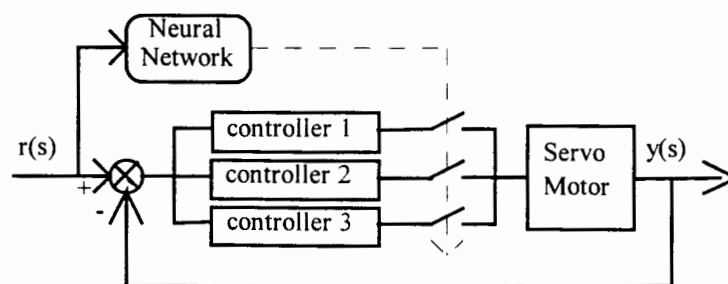 Neural
Network
r(s)
controller 1
controller 2
controller 3
Servo
Motor
y(s)
+
-